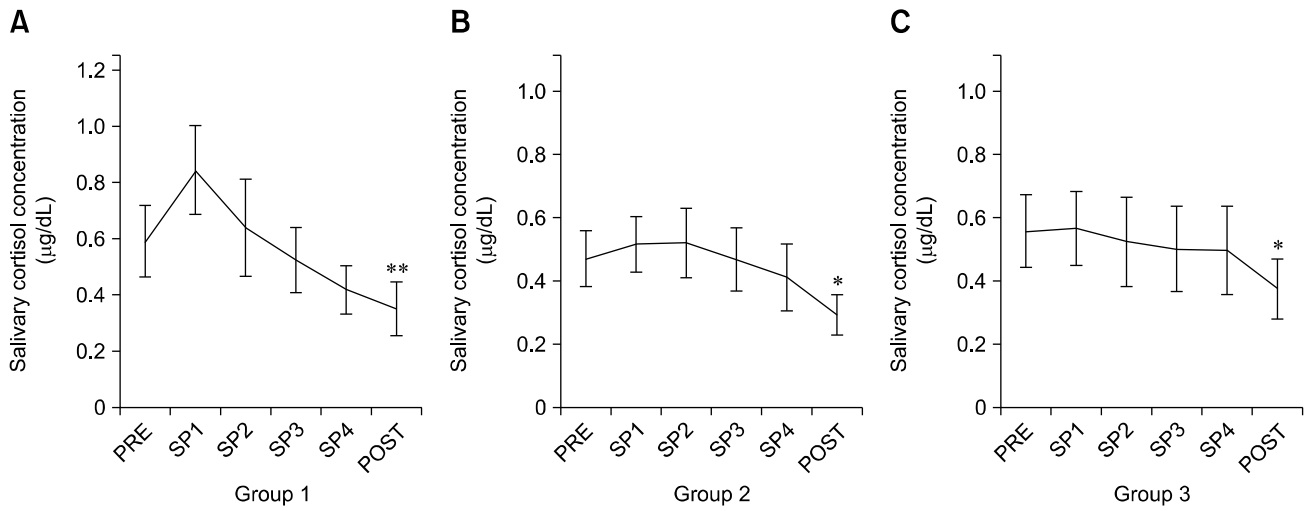 A
Salivary cortisol concentration
(μg/dL)
1.2
1.0
0.8
0.6
0.4
0.2
0
**
PRE
SP1
SP2
SP3
SP4
POST
Group 1
B
Salivary cortisol concentration
(μg/dL)
1.0
0.8
0.6
0.4
0.2
0
*
PRE
SP1
SP2
SP3
SP4
POST
Group 2
C
Salivary cortisol concentration
(μg/dL)
1.0
0.8
0.6
0.4
0.2
0
*
PRE
SP1
SP2
SP3
SP4
POST
Group 3